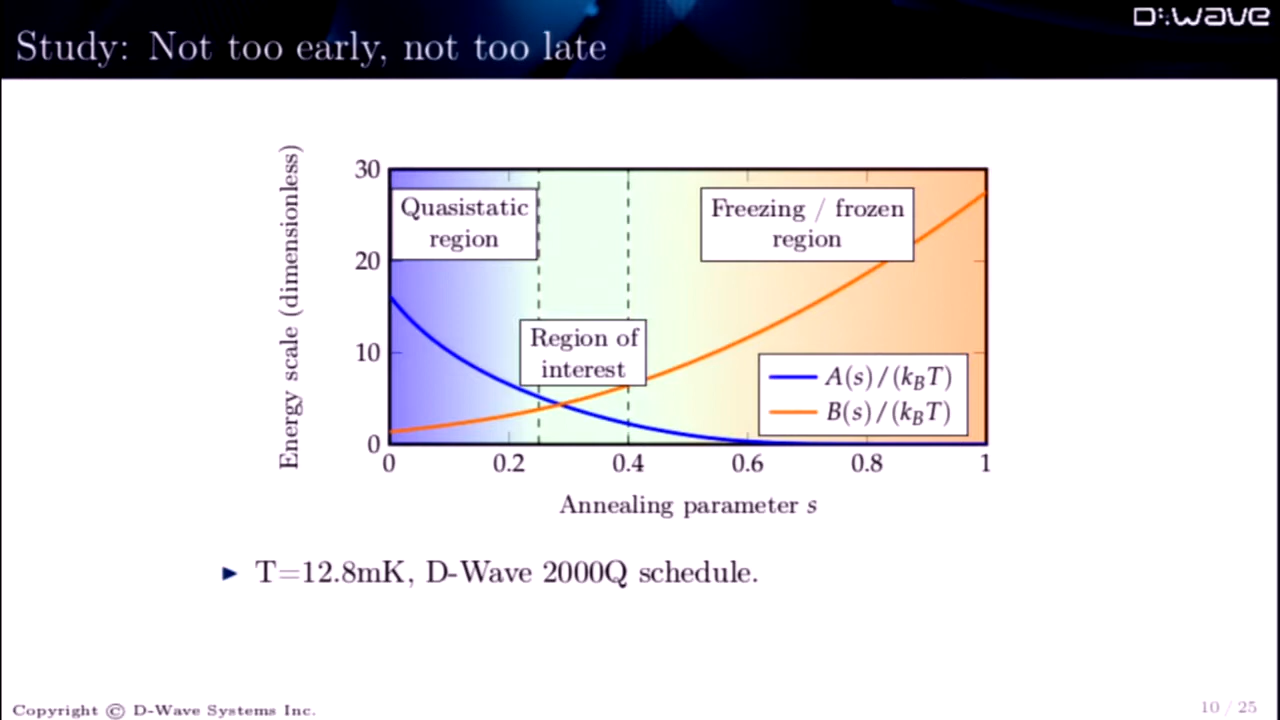 D:Wave
Study: Not too early, not too late
Energy scale (dimensionless)
30
20
10
0
Quasistatic
region
Freezing / frozen
region
Region of
interest
A(s)/(k_BT)
B(s)/(k_BT)
0 0.2 0.4 0.6 0.8 1
Annealing parameter s
► T=12.8mK, D-Wave 2000Q schedule.
Copyright © D-Wave Systems Inc.
10 / 25